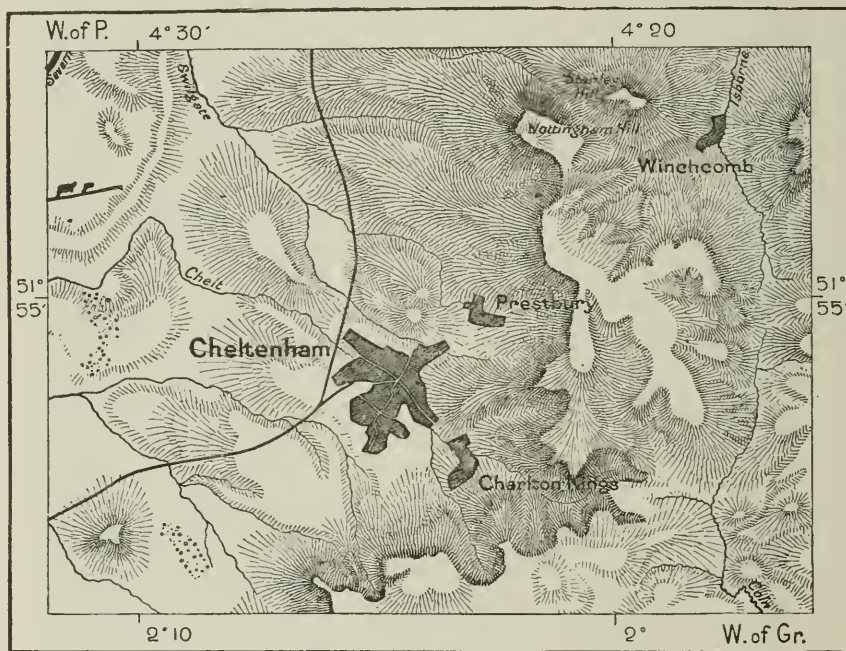 W. of P.
4° 30′
4° 20
Severn
Swilgate
Stanley
Hill
Isborne
Nottingham Hill
Winchcomb
Chelt
51°
55′
51°
55′
Prestbury
Cheltenham
Charlton Kings
Coln
2° 10
2°
W. of Gr.